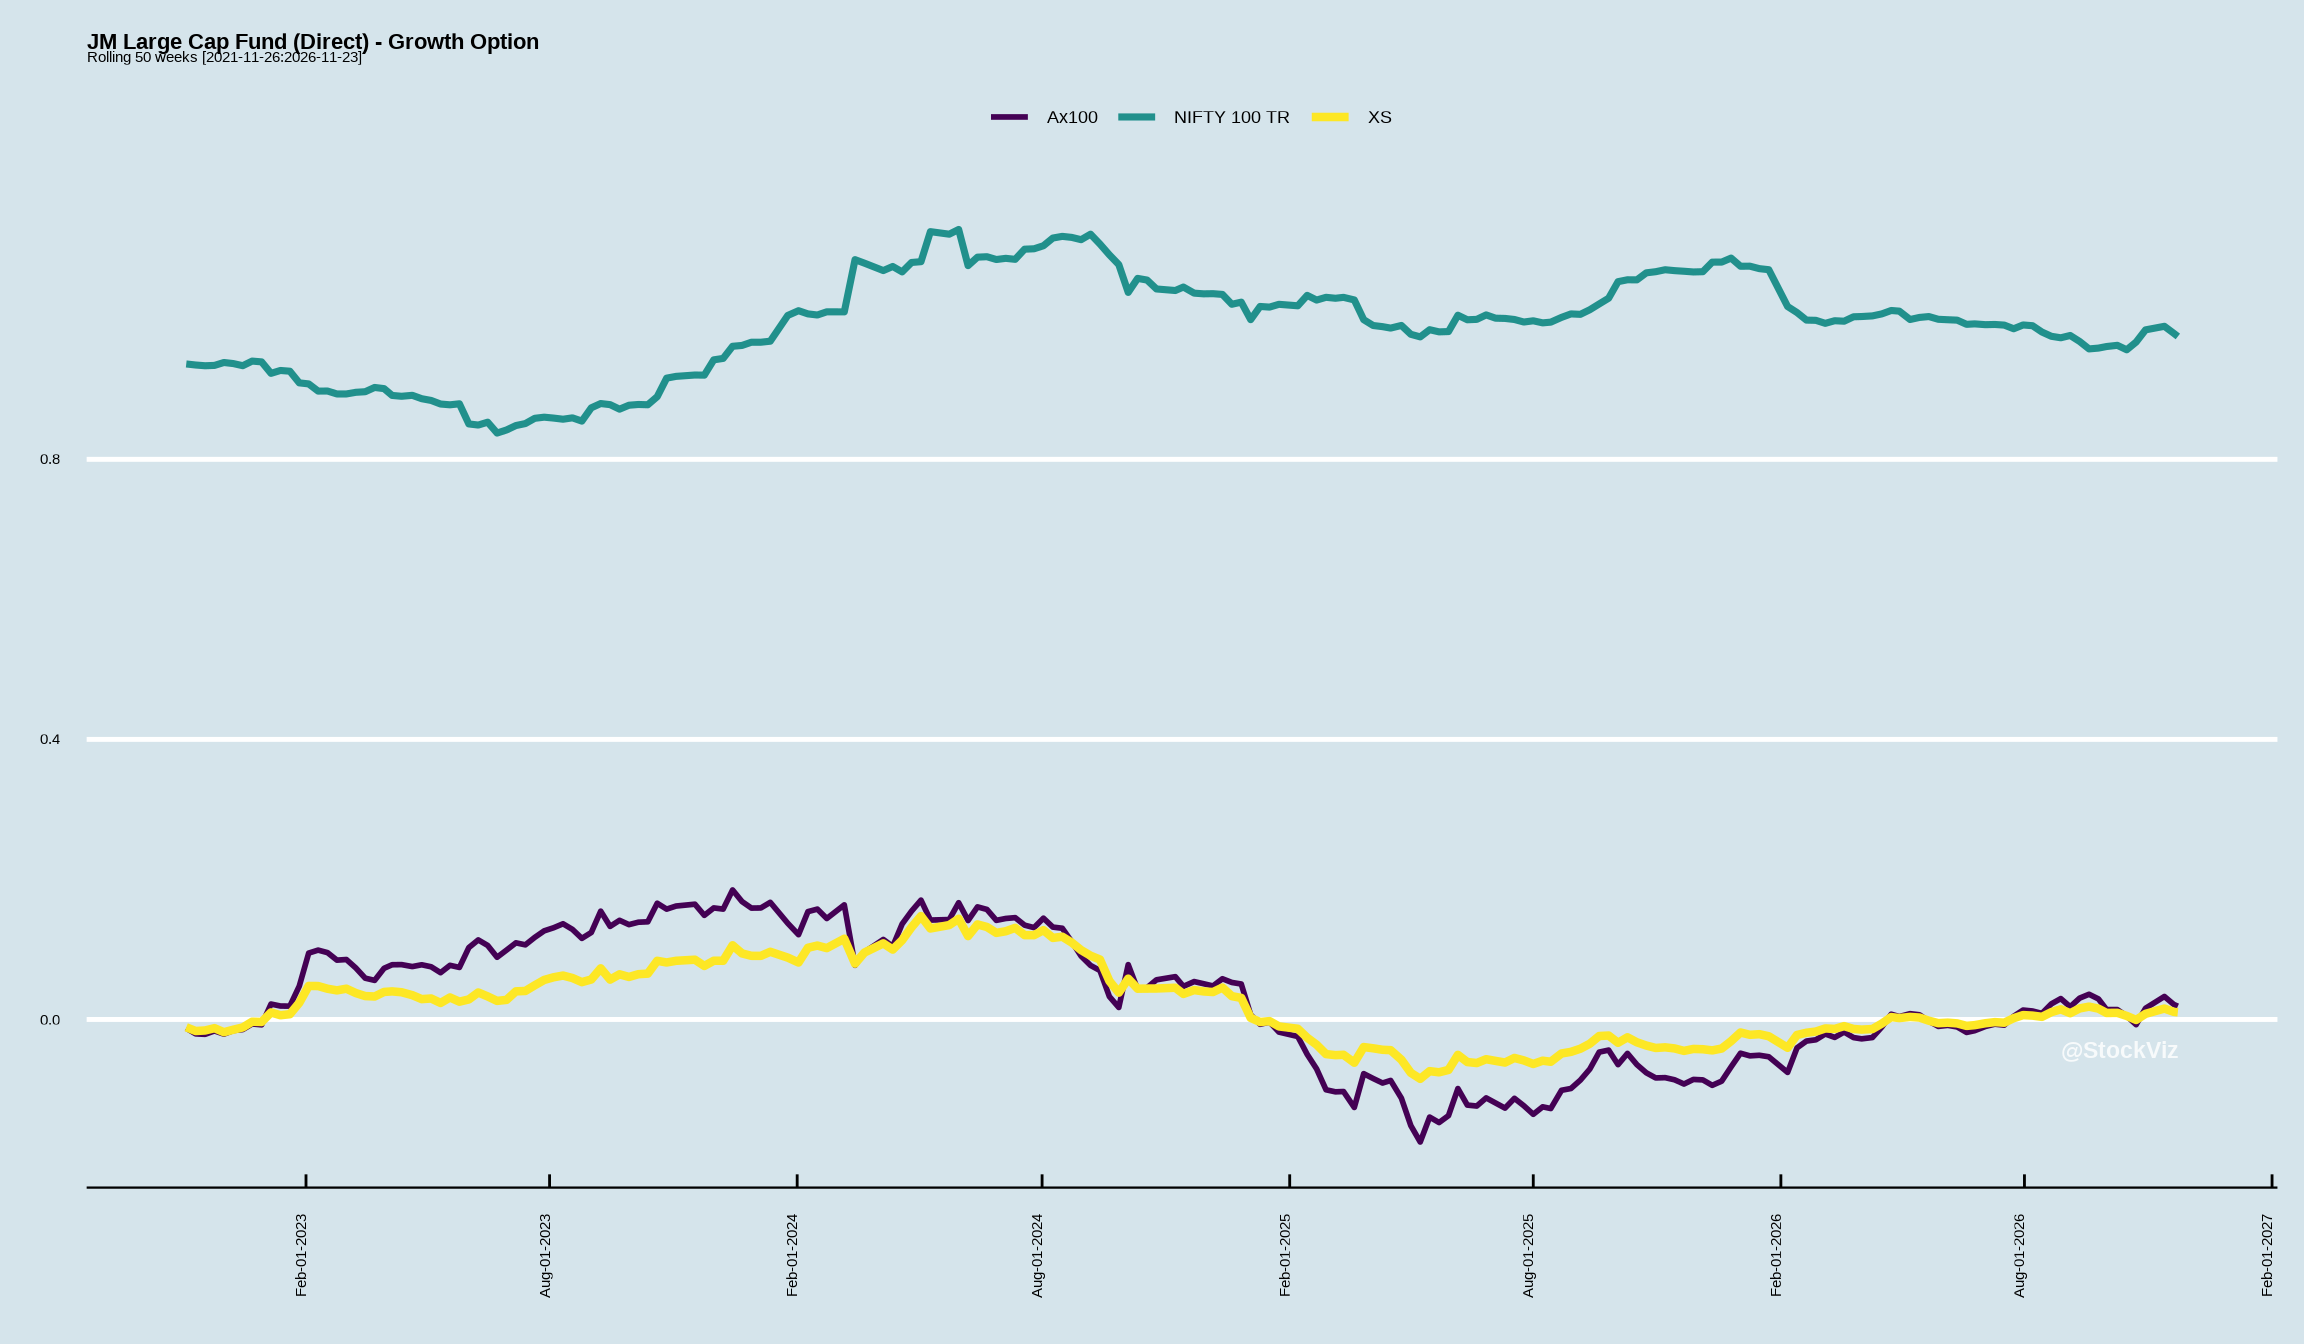 JM Large Cap Fund (Direct) - Growth Option
Rolling 50 weeks [2021-11-26:2026-11-23]
Ax100 NIFTY 100 TR XS
0.8
0.4
0.0
@StockViz
Feb-01-2023
Aug-01-2023
Feb-01-2024
Aug-01-2024
Feb-01-2025
Aug-01-2025
Feb-01-2026
Aug-01-2026
Feb-01-2027